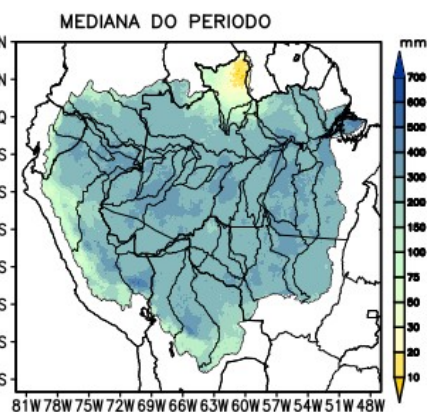 MEDIANA DO PERIODO
mm
N
N
Q
S
S
S
S
S
S
S
700
600
500
400
300
200
150
100
75
50
30
20
10
81W 78W 75W 72W 69W 66W 63W 60W 57W 54W 51W 48W